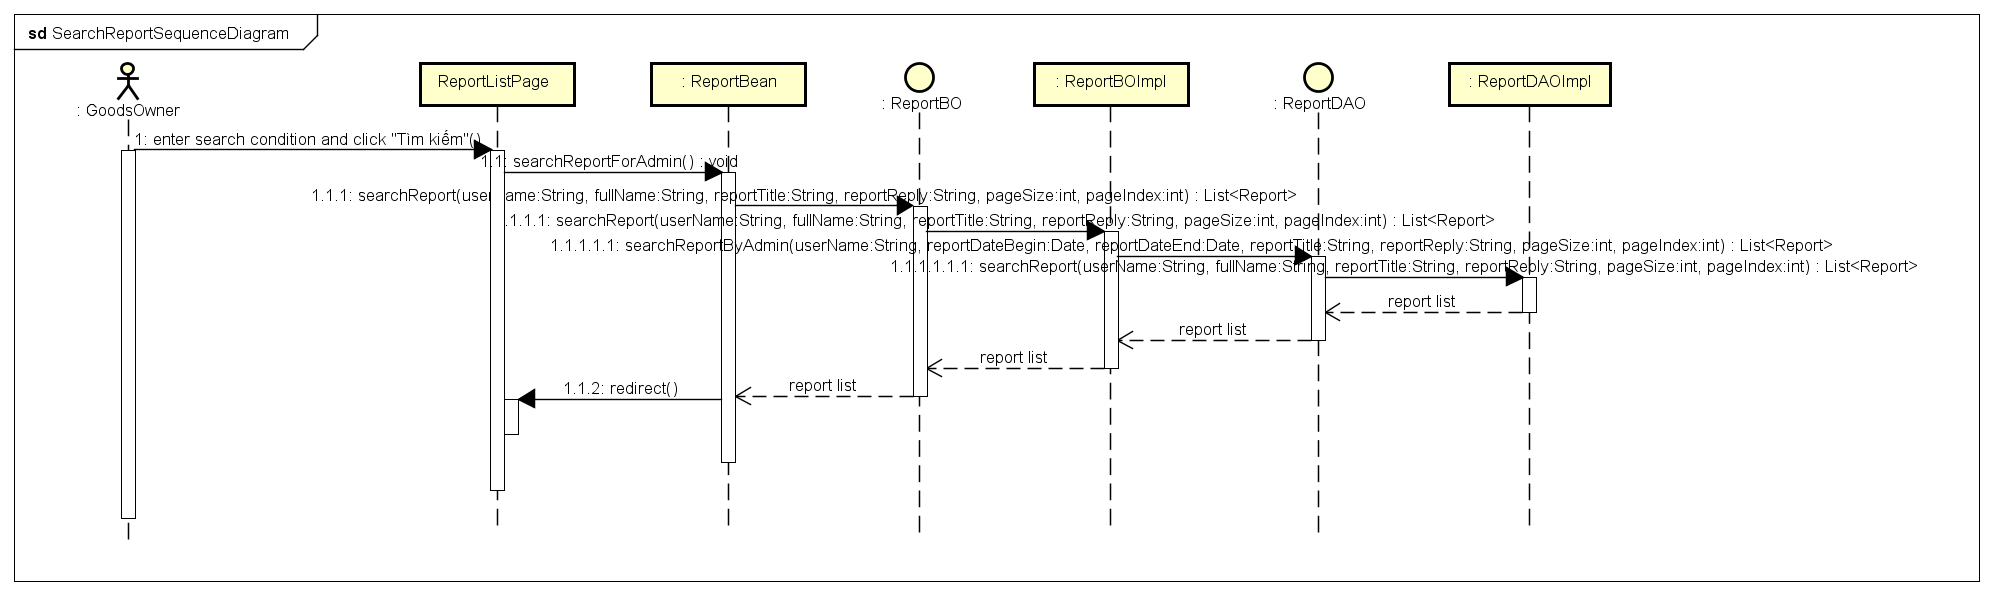 sd SearchReportSequenceDiagram
: GoodsOwner
ReportListPage
: ReportBean
: ReportBO
: ReportBOImpl
: ReportDAO
: ReportDAOImpl
1: enter search condition and click "Tìm kiếm"()
1.1: searchReportForAdmin() : void
1.1.1: searchReport(userName:String, fullName:String, reportTitle:String, reportReply:String, pageSize:int, pageIndex:int) : List<Report>
.1.1.1: searchReport(userName:String, fullName:String, reportTitle:String, reportReply:String, pageSize:int, pageIndex:int) : List<Report>
1.1.1.1.1: searchReportByAdmin(userName:String, reportDateBegin:Date, reportDateEnd:Date, reportTitle:String, reportReply:String, pageSize:int, pageIndex:int) : List<Report>
1.1.1.1.1.1: searchReport(userName:String, fullName:String, reportTitle:String, reportReply:String, pageSize:int, pageIndex:int) : List<Report>
report list
report list
report list
report list
1.1.2: redirect()